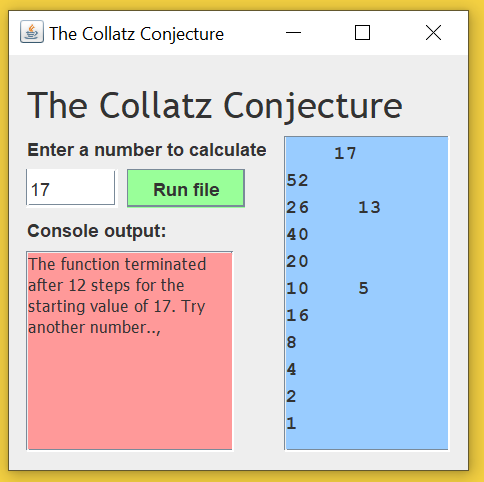 The Collatz Conjecture
The Collatz Conjecture
Enter a number to calculate
17
Run file
Console output:
The function terminated
after 12 steps for the
starting value of 17. Try
another number..,
17
52
26 13
40
20
10 5
16
8
4
2
1